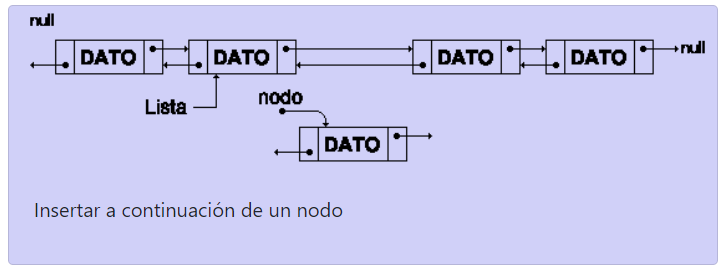 null
DATO DATO DATO DATO null
Lista nodo
DATO
Insertar a continuación de un nodo